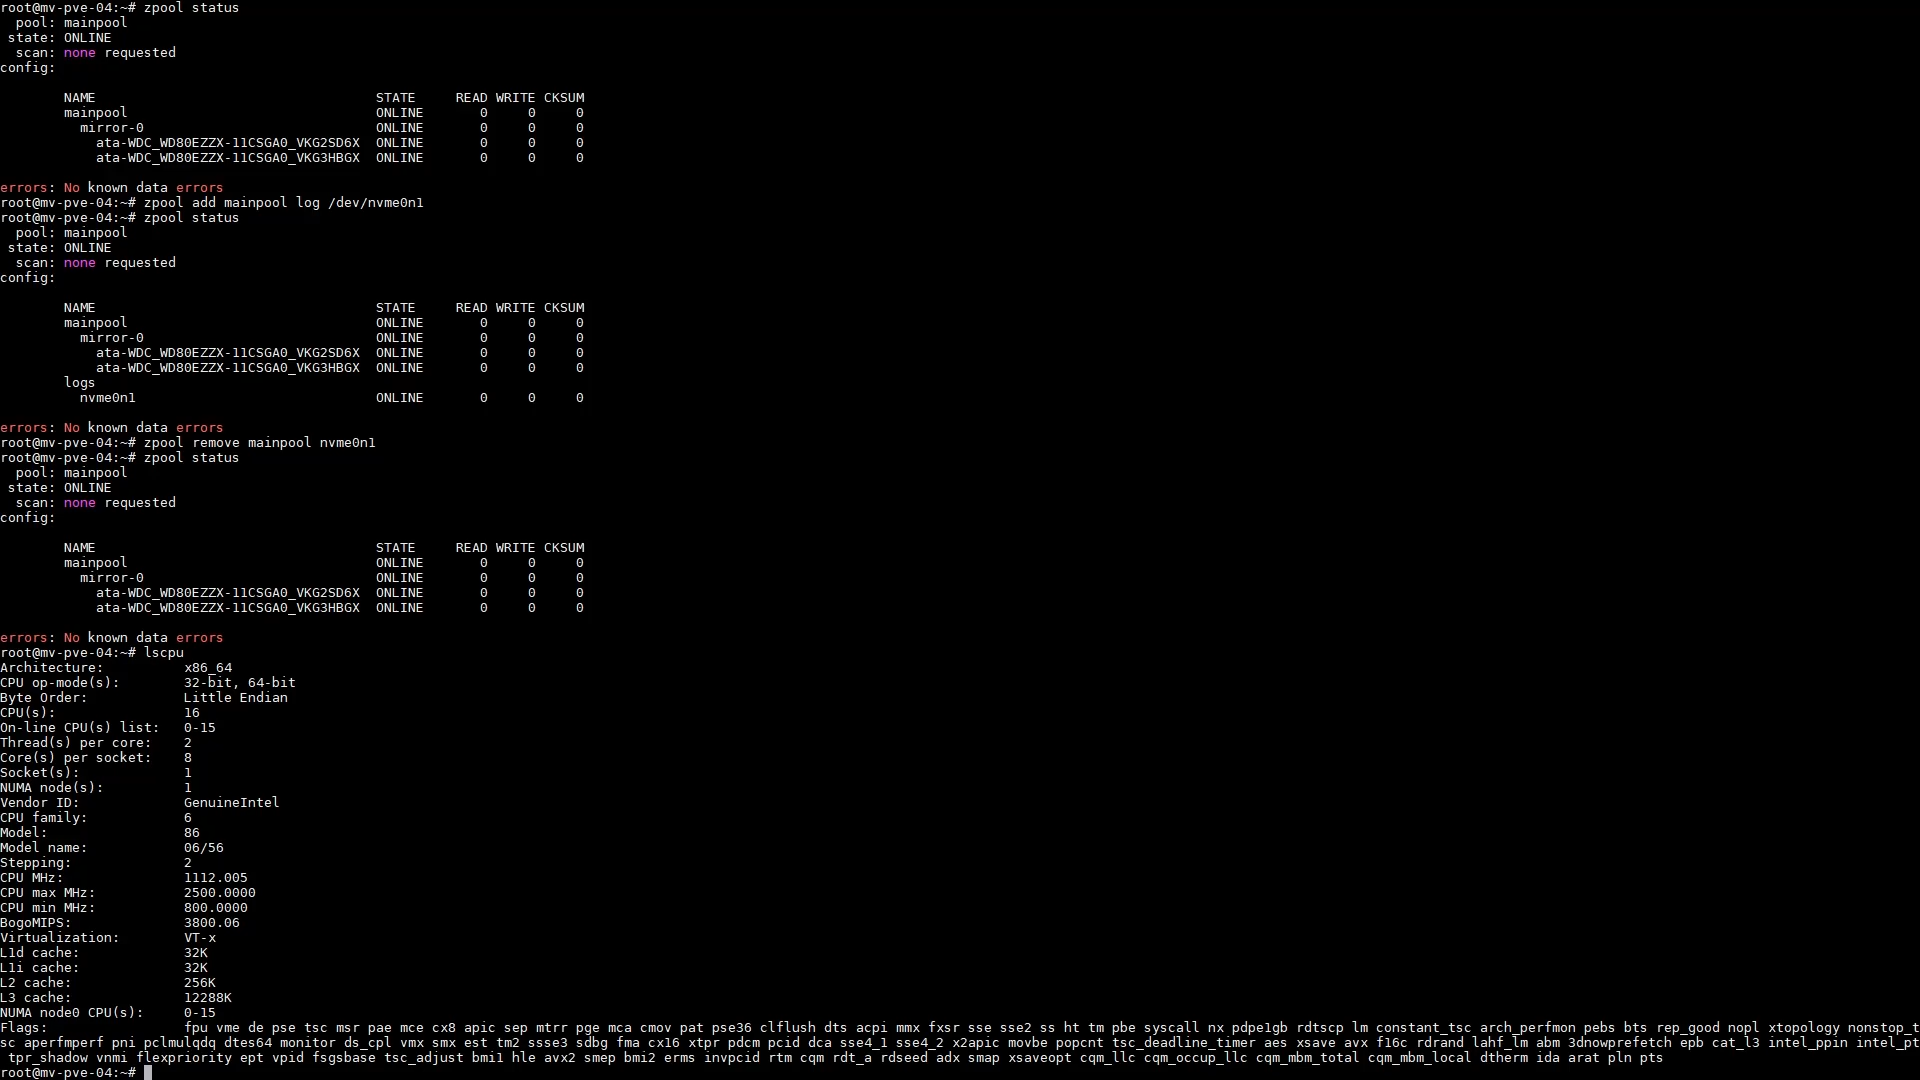 root@mv-pve-04:~# zpool status
  pool: mainpool
 state: ONLINE
  scan: none requested
config:

        NAME                                   STATE     READ WRITE CKSUM
        mainpool                               ONLINE       0     0     0
          mirror-0                             ONLINE       0     0     0
            ata-WDC_WD80EZZX-11CSGA0_VKG2SD6X  ONLINE       0     0     0
            ata-WDC_WD80EZZX-11CSGA0_VKG3HBGX  ONLINE       0     0     0

errors: No known data errors
root@mv-pve-04:~# zpool add mainpool log /dev/nvme0n1
root@mv-pve-04:~# zpool status
  pool: mainpool
 state: ONLINE
  scan: none requested
config:

        NAME                                   STATE     READ WRITE CKSUM
        mainpool                               ONLINE       0     0     0
          mirror-0                             ONLINE       0     0     0
            ata-WDC_WD80EZZX-11CSGA0_VKG2SD6X  ONLINE       0     0     0
            ata-WDC_WD80EZZX-11CSGA0_VKG3HBGX  ONLINE       0     0     0
        logs
          nvme0n1                              ONLINE       0     0     0

errors: No known data errors
root@mv-pve-04:~# zpool remove mainpool nvme0n1
root@mv-pve-04:~# zpool status
  pool: mainpool
 state: ONLINE
  scan: none requested
config:

        NAME                                   STATE     READ WRITE CKSUM
        mainpool                               ONLINE       0     0     0
          mirror-0                             ONLINE       0     0     0
            ata-WDC_WD80EZZX-11CSGA0_VKG2SD6X  ONLINE       0     0     0
            ata-WDC_WD80EZZX-11CSGA0_VKG3HBGX  ONLINE       0     0     0

errors: No known data errors
root@mv-pve-04:~# lscpu
Architecture:          x86_64
CPU op-mode(s):        32-bit, 64-bit
Byte Order:            Little Endian
CPU(s):                16
On-line CPU(s) list:   0-15
Thread(s) per core:    2
Core(s) per socket:    8
Socket(s):             1
NUMA node(s):          1
Vendor ID:             GenuineIntel
CPU family:            6
Model:                 86
Model name:            06/56
Stepping:              2
CPU MHz:               1112.005
CPU max MHz:           2500.0000
CPU min MHz:           800.0000
BogoMIPS:              3800.06
Virtualization:        VT-x
L1d cache:             32K
L1i cache:             32K
L2 cache:              256K
L3 cache:              12288K
NUMA node0 CPU(s):     0-15
Flags:                 fpu vme de pse tsc msr pae mce cx8 apic sep mtrr pge mca cmov pat pse36 clflush dts acpi mmx fxsr sse sse2 ss ht tm pbe syscall nx pdpe1gb rdtscp lm constant_tsc arch_perfmon pebs bts rep_good nopl xtopology nonstop_t
sc aperfmperf pni pclmulqdq dtes64 monitor ds_cpl vmx smx est tm2 ssse3 sdbg fma cx16 xtpr pdcm pcid dca sse4_1 sse4_2 x2apic movbe popcnt tsc_deadline_timer aes xsave avx f16c rdrand lahf_lm abm 3dnowprefetch epb cat_l3 intel_ppin intel_pt
 tpr_shadow vnmi flexpriority ept vpid fsgsbase tsc_adjust bmi1 hle avx2 smep bmi2 erms invpcid rtm cqm rdt_a rdseed adx smap xsaveopt cqm_llc cqm_occup_llc cqm_mbm_total cqm_mbm_local dtherm ida arat pln pts
root@mv-pve-04:~#